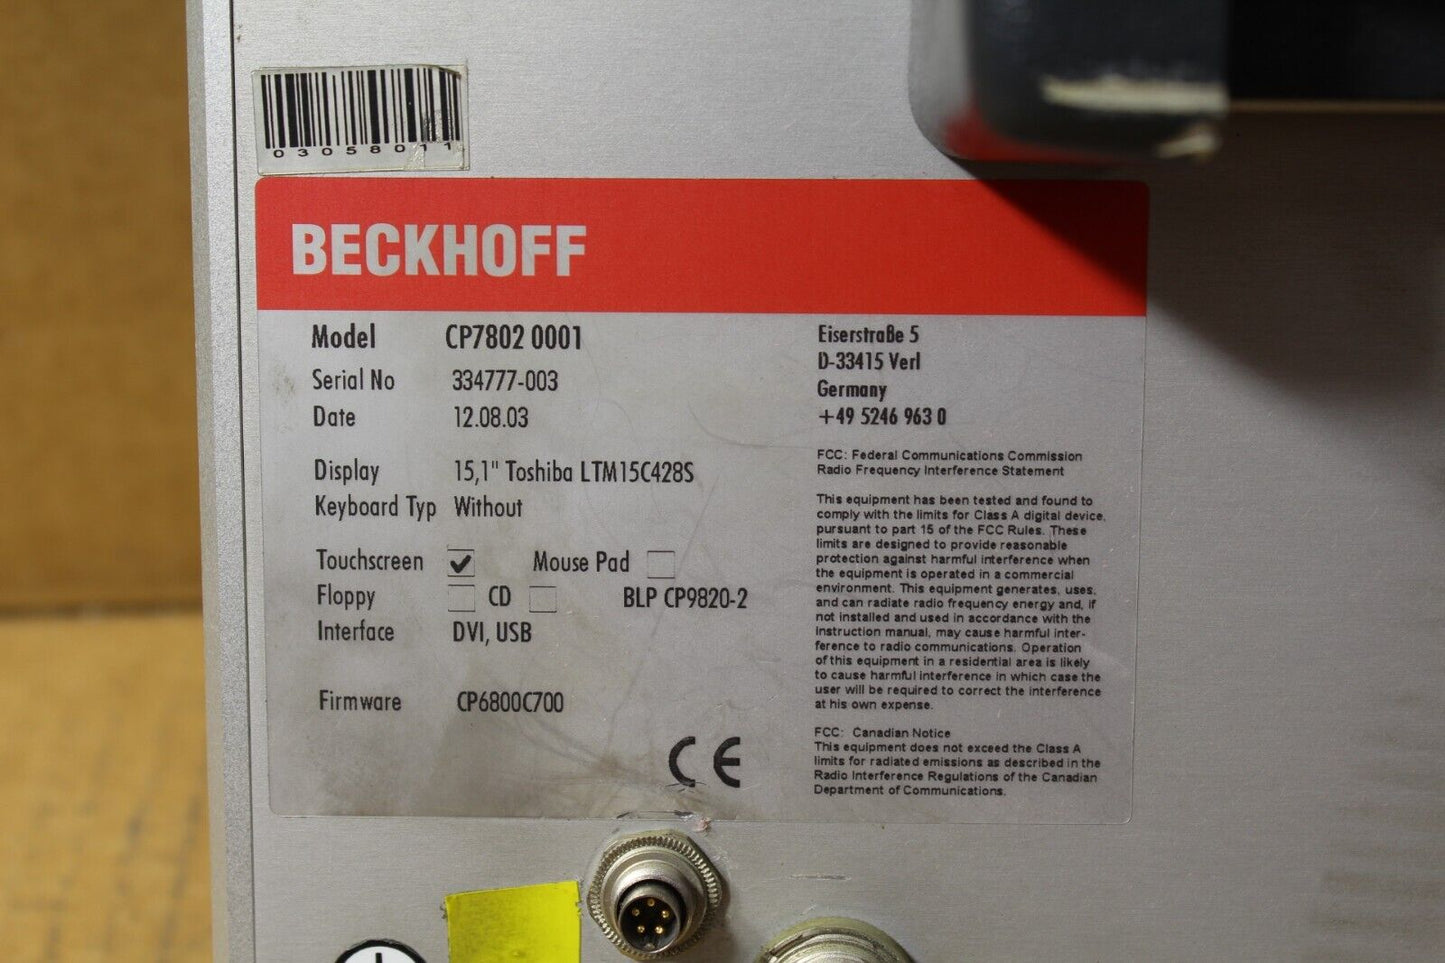 03058011
BECKHOFF
Model CP7802 0001
Serial No 334777-003
Date 12.08.03
Display 15,1" Toshiba LTM15C428S
Keyboard Typ Without
Touchscreen ✓ Mouse Pad
Floppy CD BLP CP9820-2
Interface DVI, USB
Firmware CP6800C700
CE
Eiserstraße 5
D-33415 Verl
Germany
+49 5246 963 0
FCC: Federal Communications Commission
Radio Frequency Interference Statement
This equipment has been tested and found to
comply with the limits for Class A digital device,
pursuant to part 15 of the FCC Rules. These
limits are designed to provide reasonable
protection against harmful interference when
the equipment is operated in a commercial
environment. This equipment generates, uses,
and can radiate radio frequency energy and, if
not installed and used in accordance with the
Instruction manual, may cause harmful inter-
ference to radio communications. Operation
of this equipment in a residential area is likely
to cause harmful interference in which case the
user will be required to correct the interference
at his own expense.
FCC: Canadian Notice
This equipment does not exceed the Class A
limits for radiated emissions as described in the
Radio Interference Regulations of the Canadian
Department of Communications.